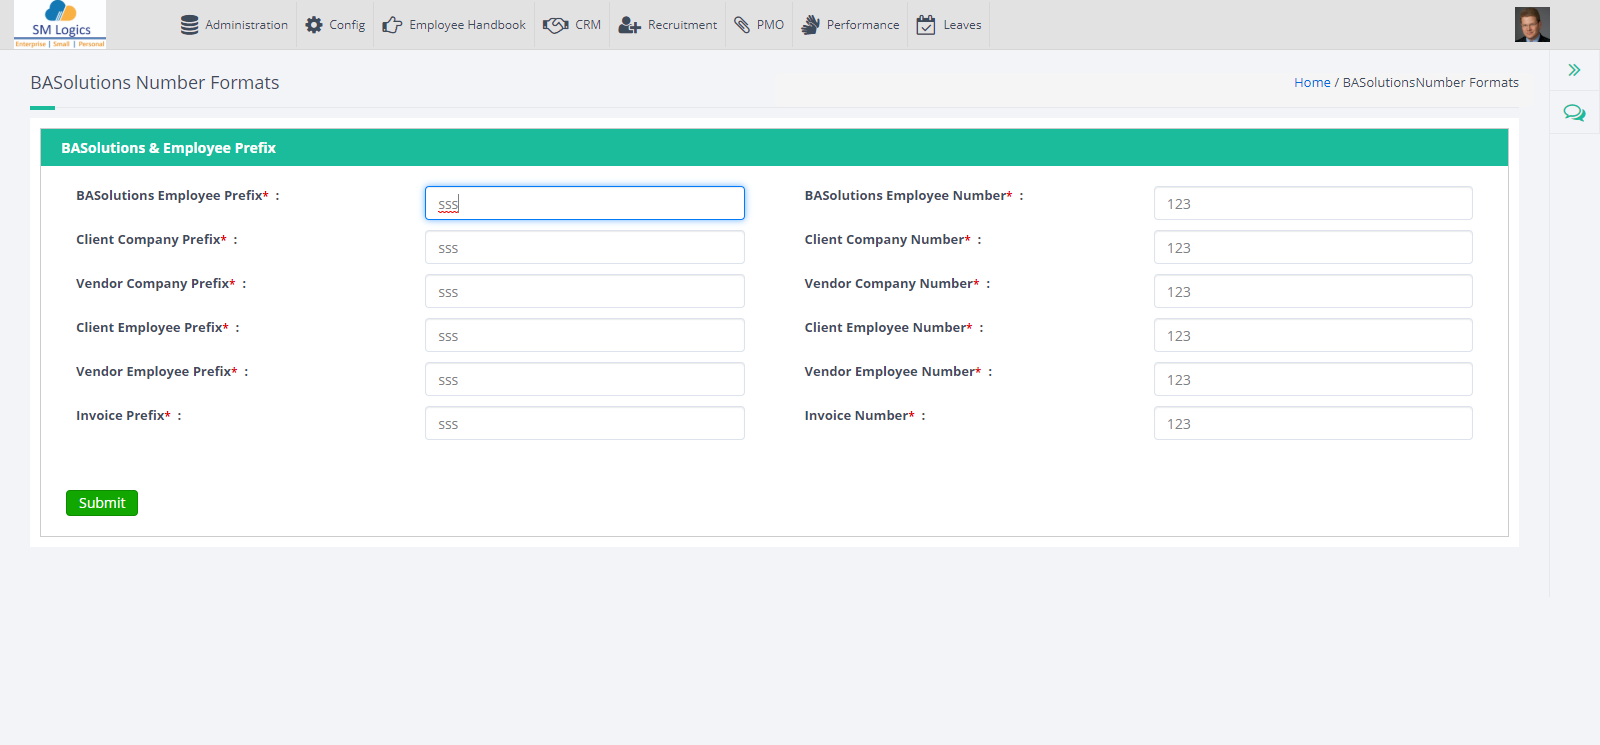 SM Logics
Enterprise | Small | Personal
Administration Config Employee Handbook CRM Recruitment PMO Performance Leaves
BASolutions Number Formats
Home / BASolutionsNumber Formats
BASolutions & Employee Prefix
BASolutions Employee Prefix* : sss BASolutions Employee Number* : 123
Client Company Prefix* : sss Client Company Number* : 123
Vendor Company Prefix* : sss Vendor Company Number* : 123
Client Employee Prefix* : sss Client Employee Number* : 123
Vendor Employee Prefix* : sss Vendor Employee Number* : 123
Invoice Prefix* : sss Invoice Number* : 123
Submit